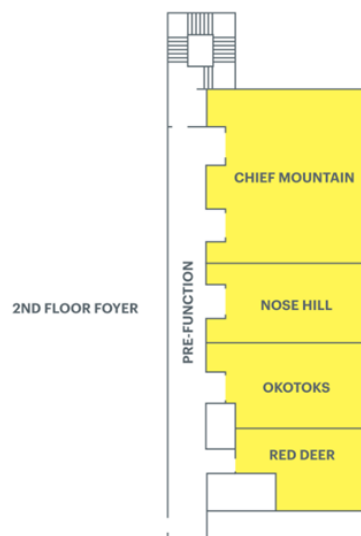 CHIEF MOUNTAIN
PRE-FUNCTION
2ND FLOOR FOYER
NOSE HILL
OKOTOKS
RED DEER